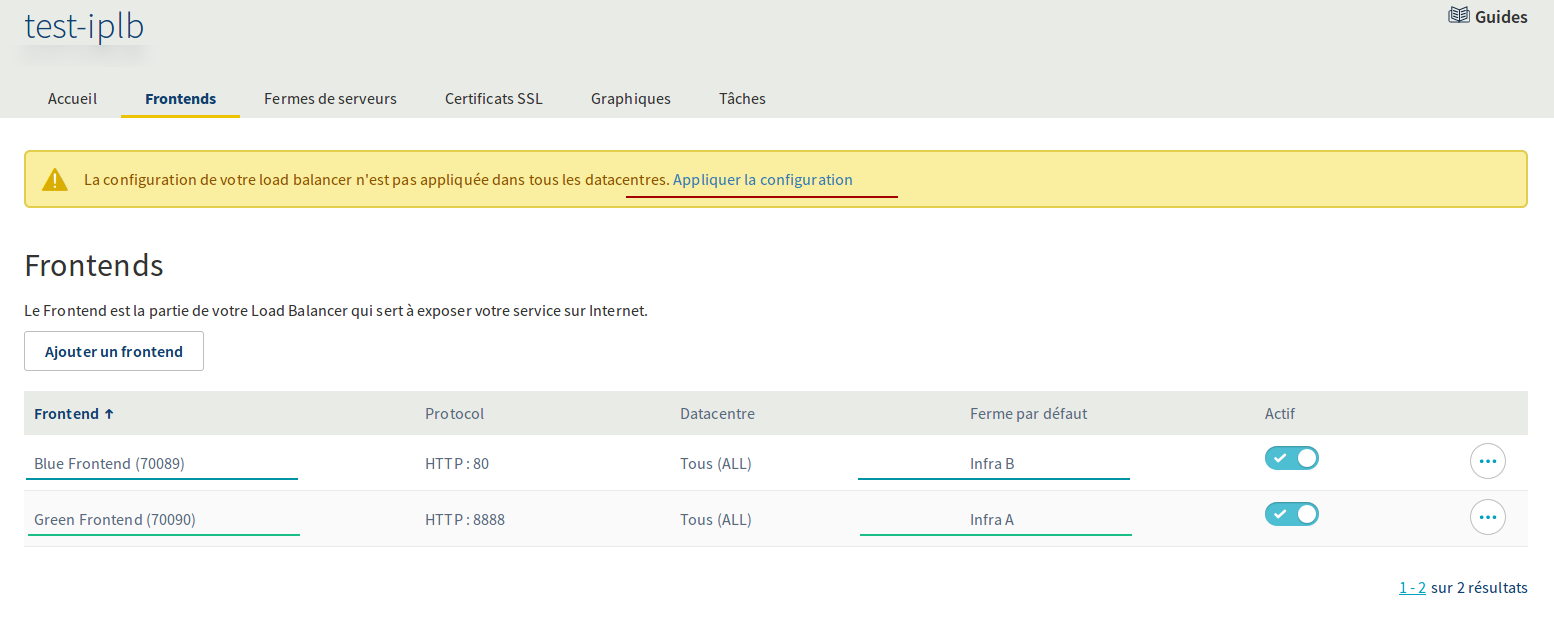 test-iplb
Guides
Accueil Frontends Fermes de serveurs Certificats SSL Graphiques Tâches
La configuration de votre load balancer n'est pas appliquée dans tous les datacentres. Appliquer la configuration
Frontends
Le Frontend est la partie de votre Load Balancer qui sert à exposer votre service sur Internet.
Ajouter un frontend
Frontend ↑ Protocol Datacentre Ferme par défaut Actif
Blue Frontend (70089) HTTP : 80 Tous (ALL) Infra B
Green Frontend (70090) HTTP : 8888 Tous (ALL) Infra A
1 - 2 sur 2 résultats